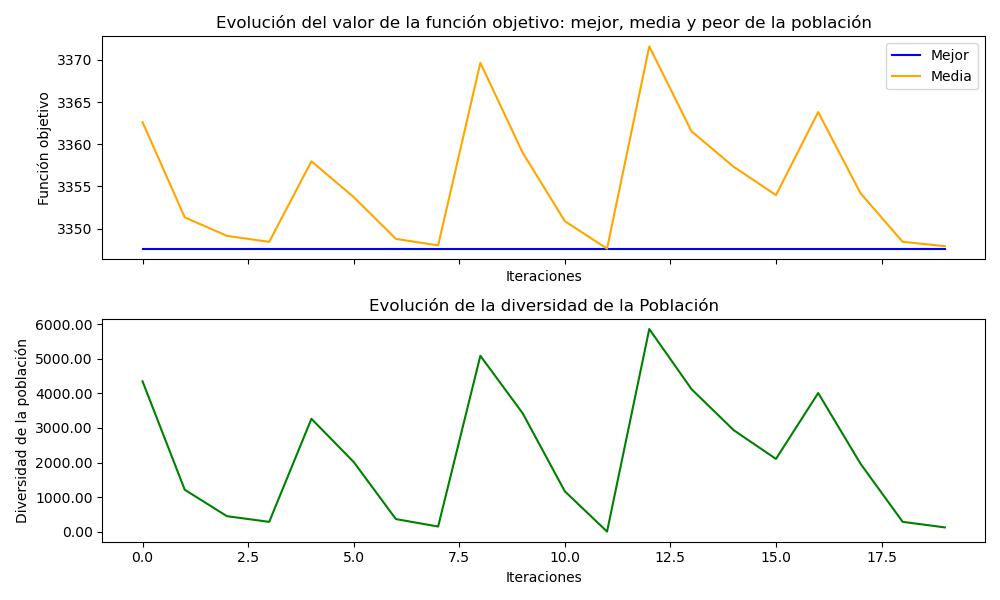 Evolución del valor de la función objetivo: mejor, media y peor de la población
Función objetivo
3370
3365
3360
3355
3350
Mejor
Media
Iteraciones
Evolución de la diversidad de la Población
Diversidad de la población
6000.00
5000.00
4000.00
3000.00
2000.00
1000.00
0.00
0.0 2.5 5.0 7.5 10.0 12.5 15.0 17.5
Iteraciones